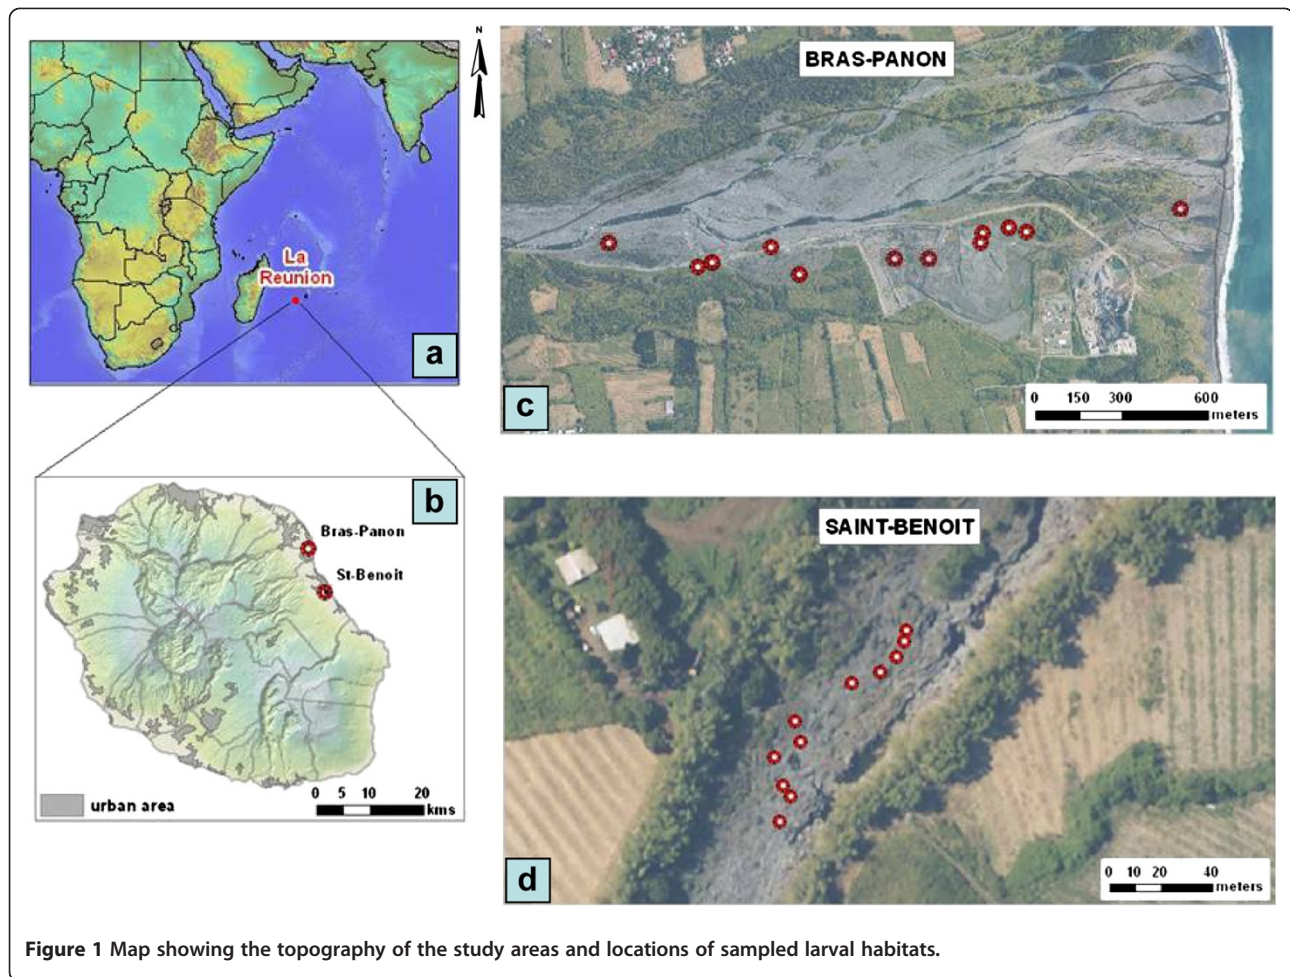 N
La
Reunion
a
BRAS-PANON
c
0 150 300 600
meters
b
Bras-Panon
St-Benoit
urban area
0 5 10 20
kms
SAINT-BENOIT
d
0 10 20 40
meters
Figure 1 Map showing the topography of the study areas and locations of sampled larval habitats.